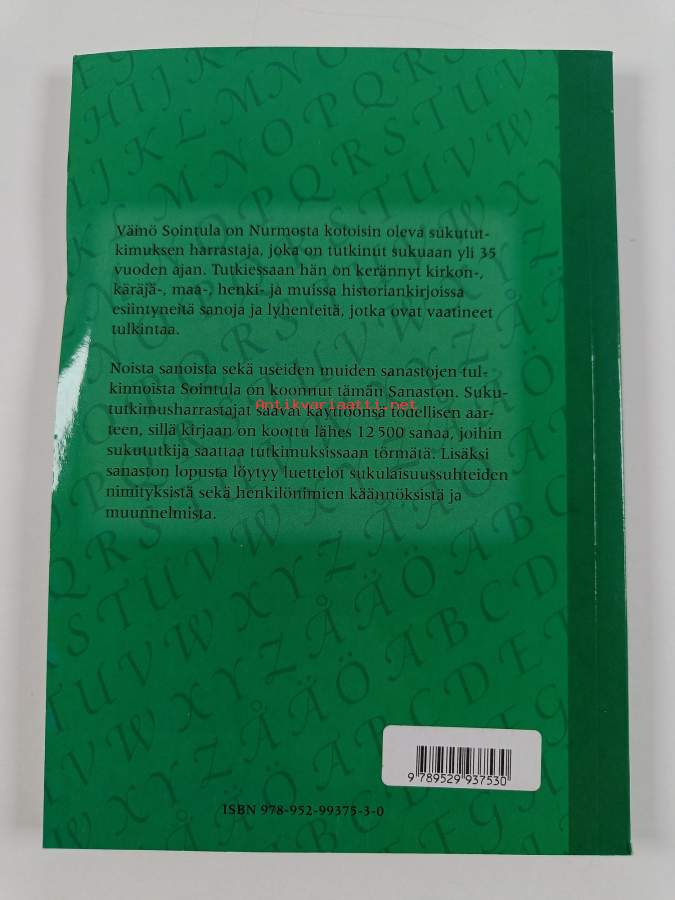 Väinö Sointula on Nurmosta kotoisin oleva sukutut-
kimuksen harrastaja, joka on tutkinut sukuaan yli 35
vuoden ajan. Tutkiessaan hän on kerännyt kirkon-,
käräjä-, maa-, henki- ja muissa historiankirjoissa
esiintyneitä sanoja ja lyhenteitä, jotka ovat vaatineet
tulkintaa.
Noista sanoista sekä useiden muiden sanastojen tul-
kinnoista Sointula on koonnut tämän Sanaston. Suku-
Antikvariaatti.net
tutkimusharrastajat saavat käyttöönsä todellisen aar-
teen, sillä kirjaan on koottu lähes 12 500 sanaa, joihin
sukututkija saattaa tutkimuksissaan törmätä. Lisäksi
sanaston lopusta löytyy luettelot sukulaisuussuhteiden
nimityksistä sekä henkilönimien käännöksistä ja
muunnelmista.
9 789529 937530
ISBN 978-952-99375-3-0